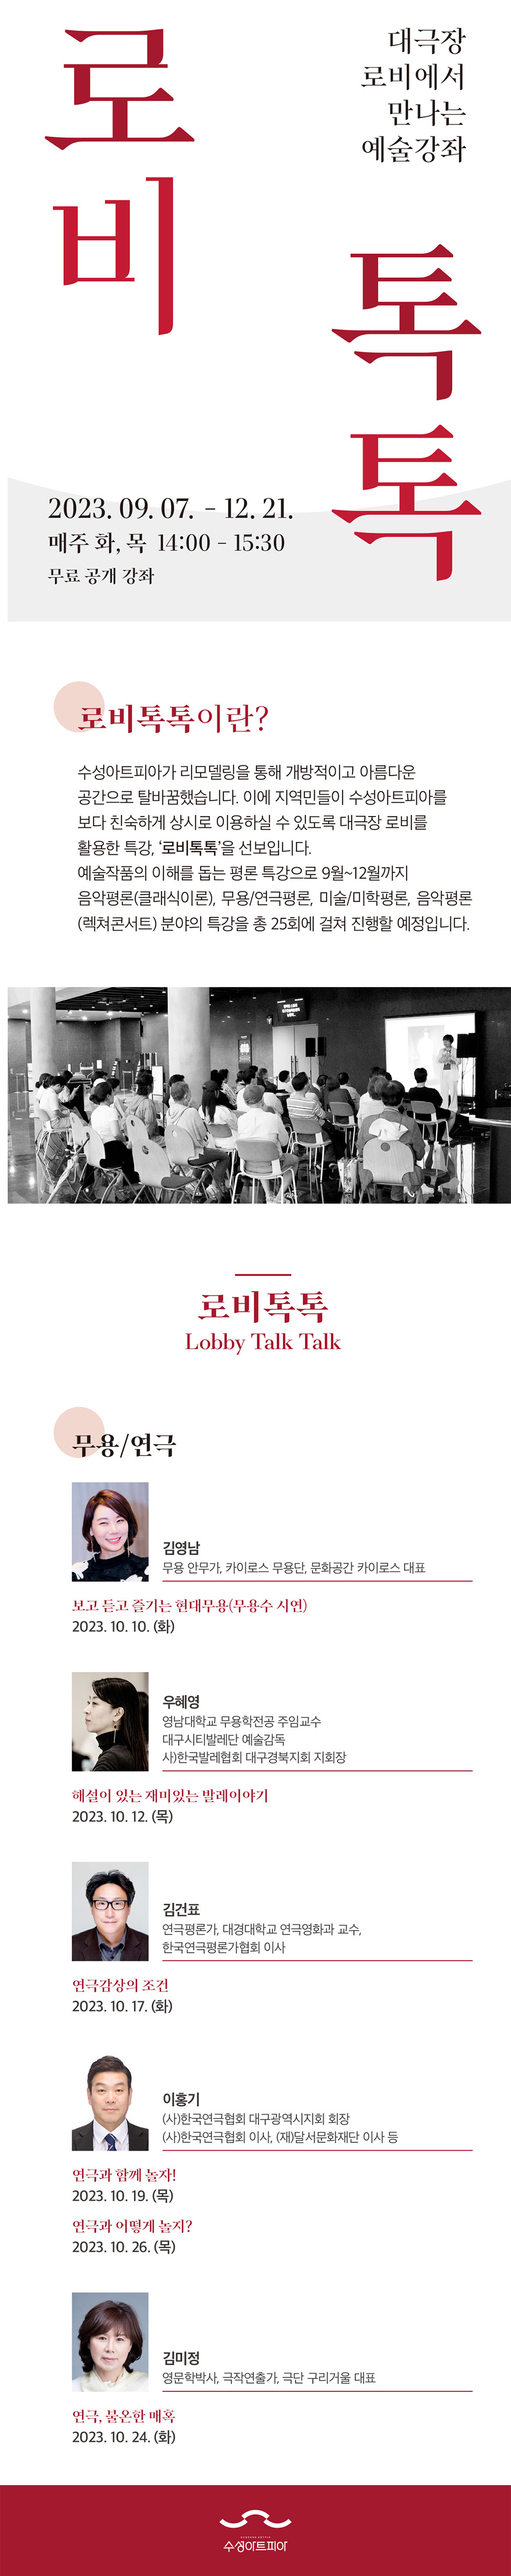 로비
톡톡
대극장
로비에서
만나는
예술강좌
2023. 09. 07. - 12. 21.
매주 화, 목 14:00 - 15:30
무료 공개 강좌
로비톡톡이란?
수성아트피아가 리모델링을 통해 개방적이고 아름다운
공간으로 탈바꿈했습니다. 이에 지역민들이 수성아트피아를
보다 친숙하게 상시로 이용하실 수 있도록 대극장 로비를
활용한 특강, ‘로비톡톡’을 선보입니다.
예술작품의 이해를 돕는 평론 특강으로 9월~12월까지
음악평론(클래식이론), 무용/연극평론, 미술/미학평론, 음악평론
(렉쳐콘서트) 분야의 특강을 총 25회에 걸쳐 진행할 예정입니다.
로비톡톡
Lobby Talk Talk
무용/연극
김영남
무용 안무가, 카이로스 무용단, 문화공간 카이로스 대표
보고 듣고 즐기는 현대무용(무용수 시연)
2023. 10. 10. (화)
우혜영
영남대학교 무용학전공 주임교수
대구시티발레단 예술감독
사)한국발레협회 대구경북지회 지회장
해설이 있는 재미있는 발레이야기
2023. 10. 12. (목)
김건표
연극평론가, 대경대학교 연극영화과 교수,
한국연극평론가협회 이사
연극감상의 조건
2023. 10. 17. (화)
이홍기
(사)한국연극협회 대구광역시지회 회장
(사)한국연극협회 이사, (재)달서문화재단 이사 등
연극과 함께 놀자!
2023. 10. 19. (목)
연극과 어떻게 놀지?
2023. 10. 26. (목)
김미정
영문학박사, 극작연출가, 극단 구리거울 대표
연극, 불온한 매혹
2023. 10. 24. (화)
수성아트피아